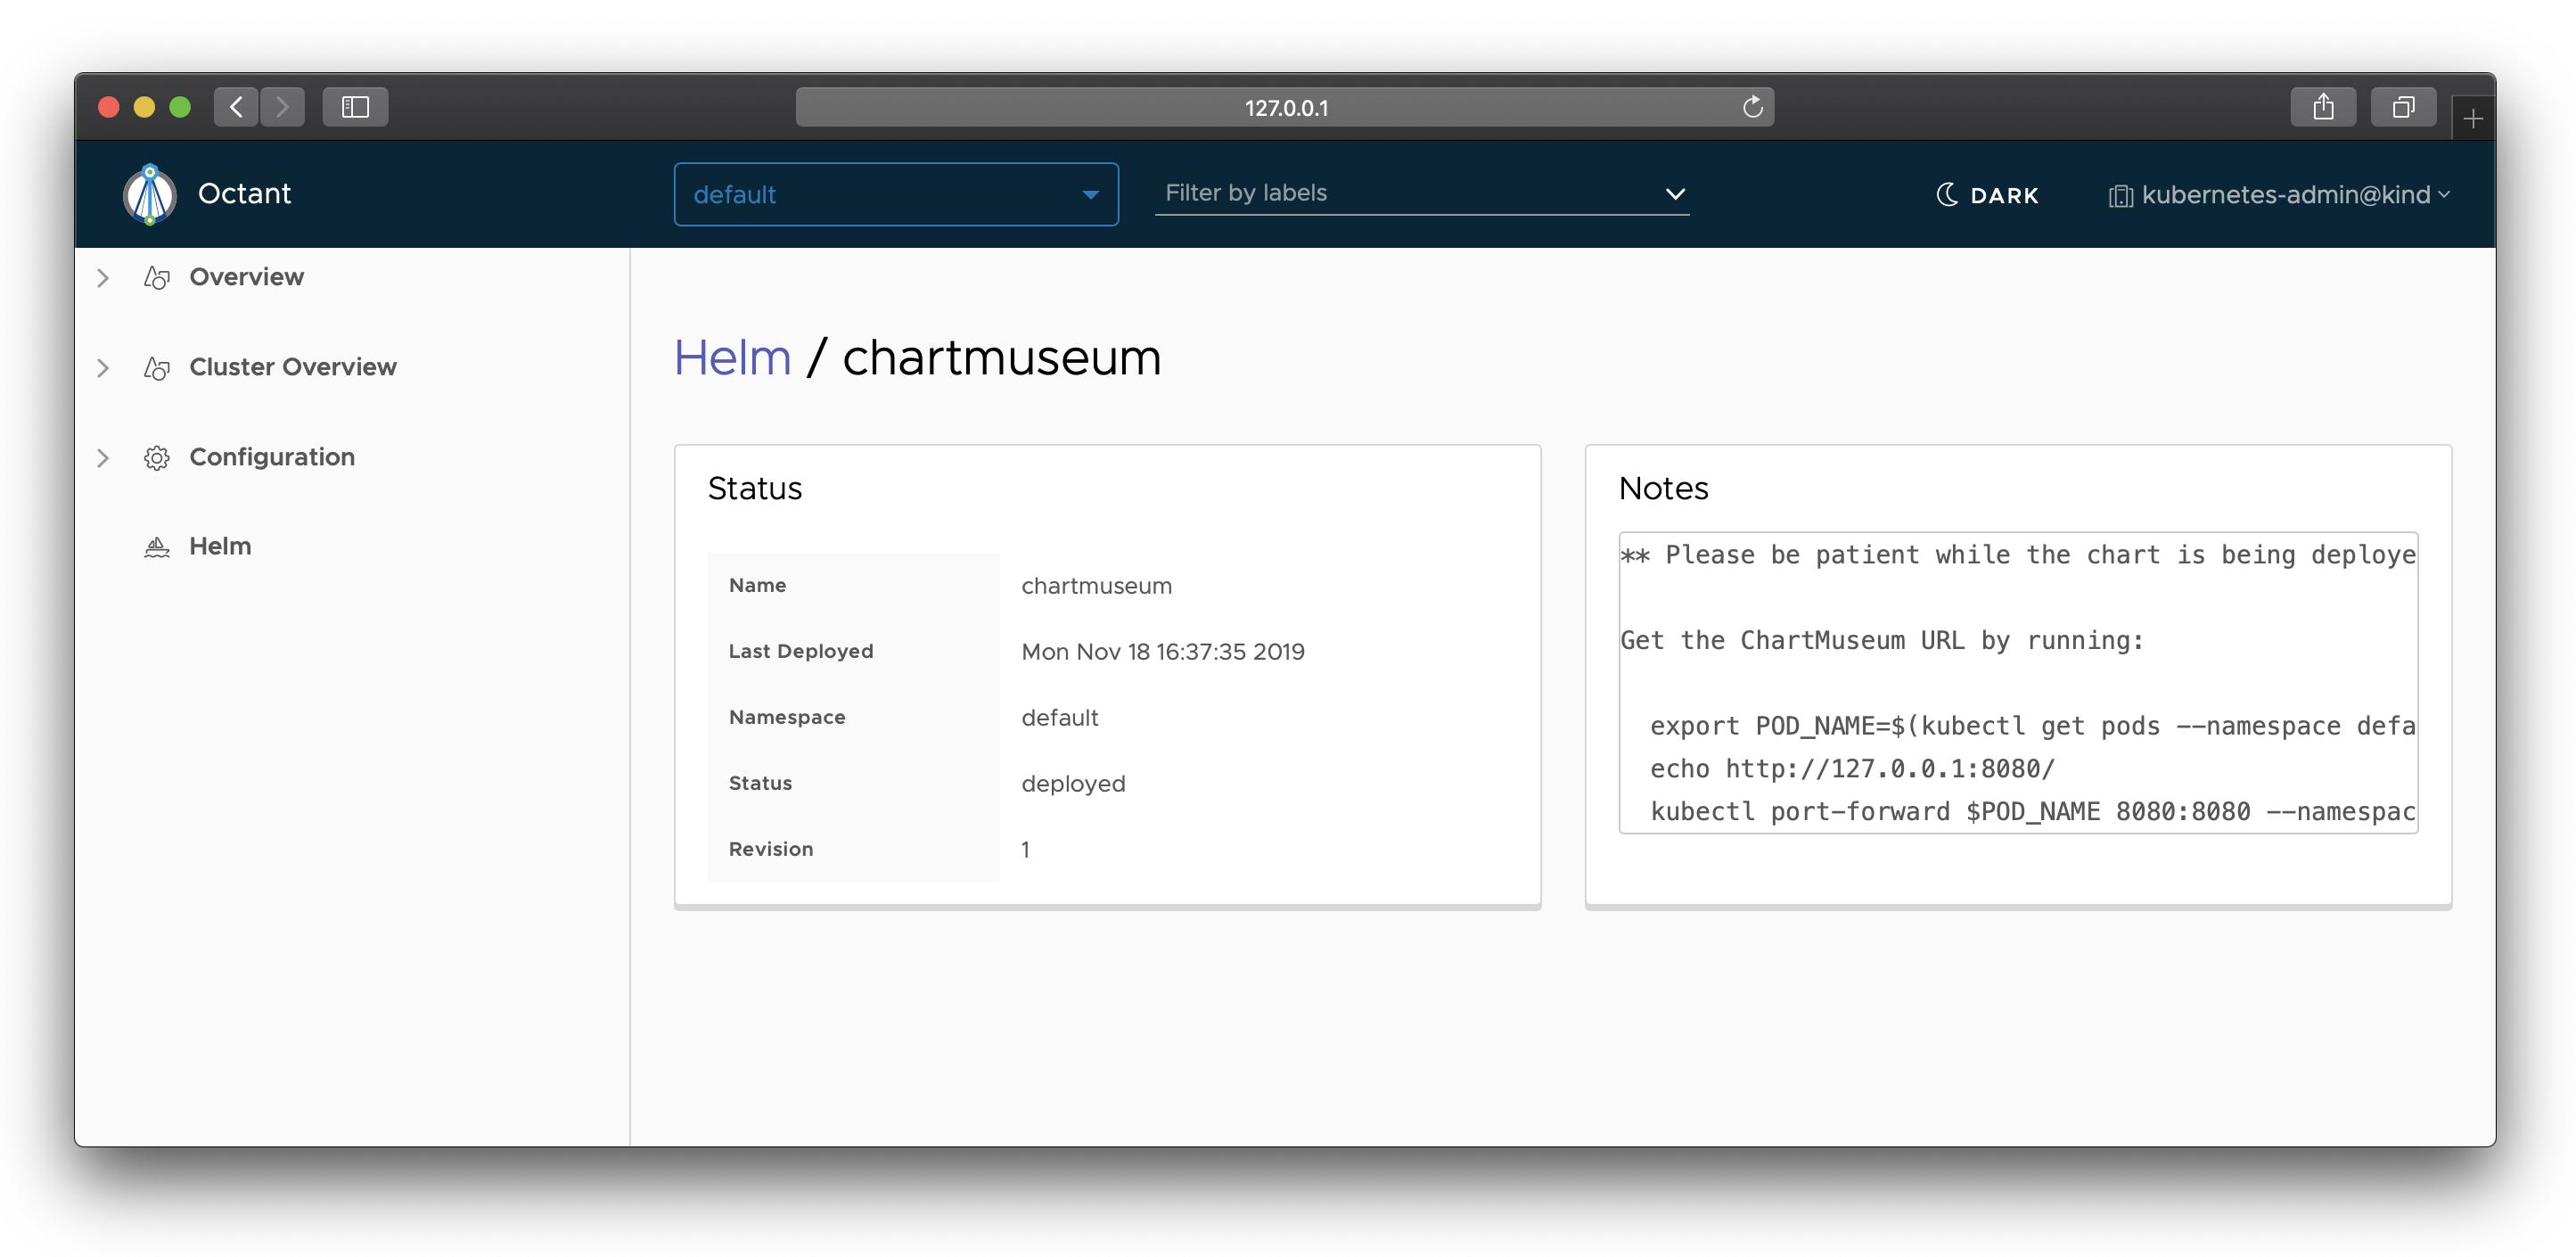 127.0.0.1
Octant
default
Filter by labels
DARK
kubernetes-admin@kind
Overview
Cluster Overview
Configuration
Helm
Helm / chartmuseum
Status
Name chartmuseum
Last Deployed Mon Nov 18 16:37:35 2019
Namespace default
Status deployed
Revision 1
Notes
** Please be patient while the chart is being deploye
Get the ChartMuseum URL by running:
export POD_NAME=$(kubectl get pods --namespace defa
echo http://127.0.0.1:8080/
kubectl port-forward $POD_NAME 8080:8080 --namespac